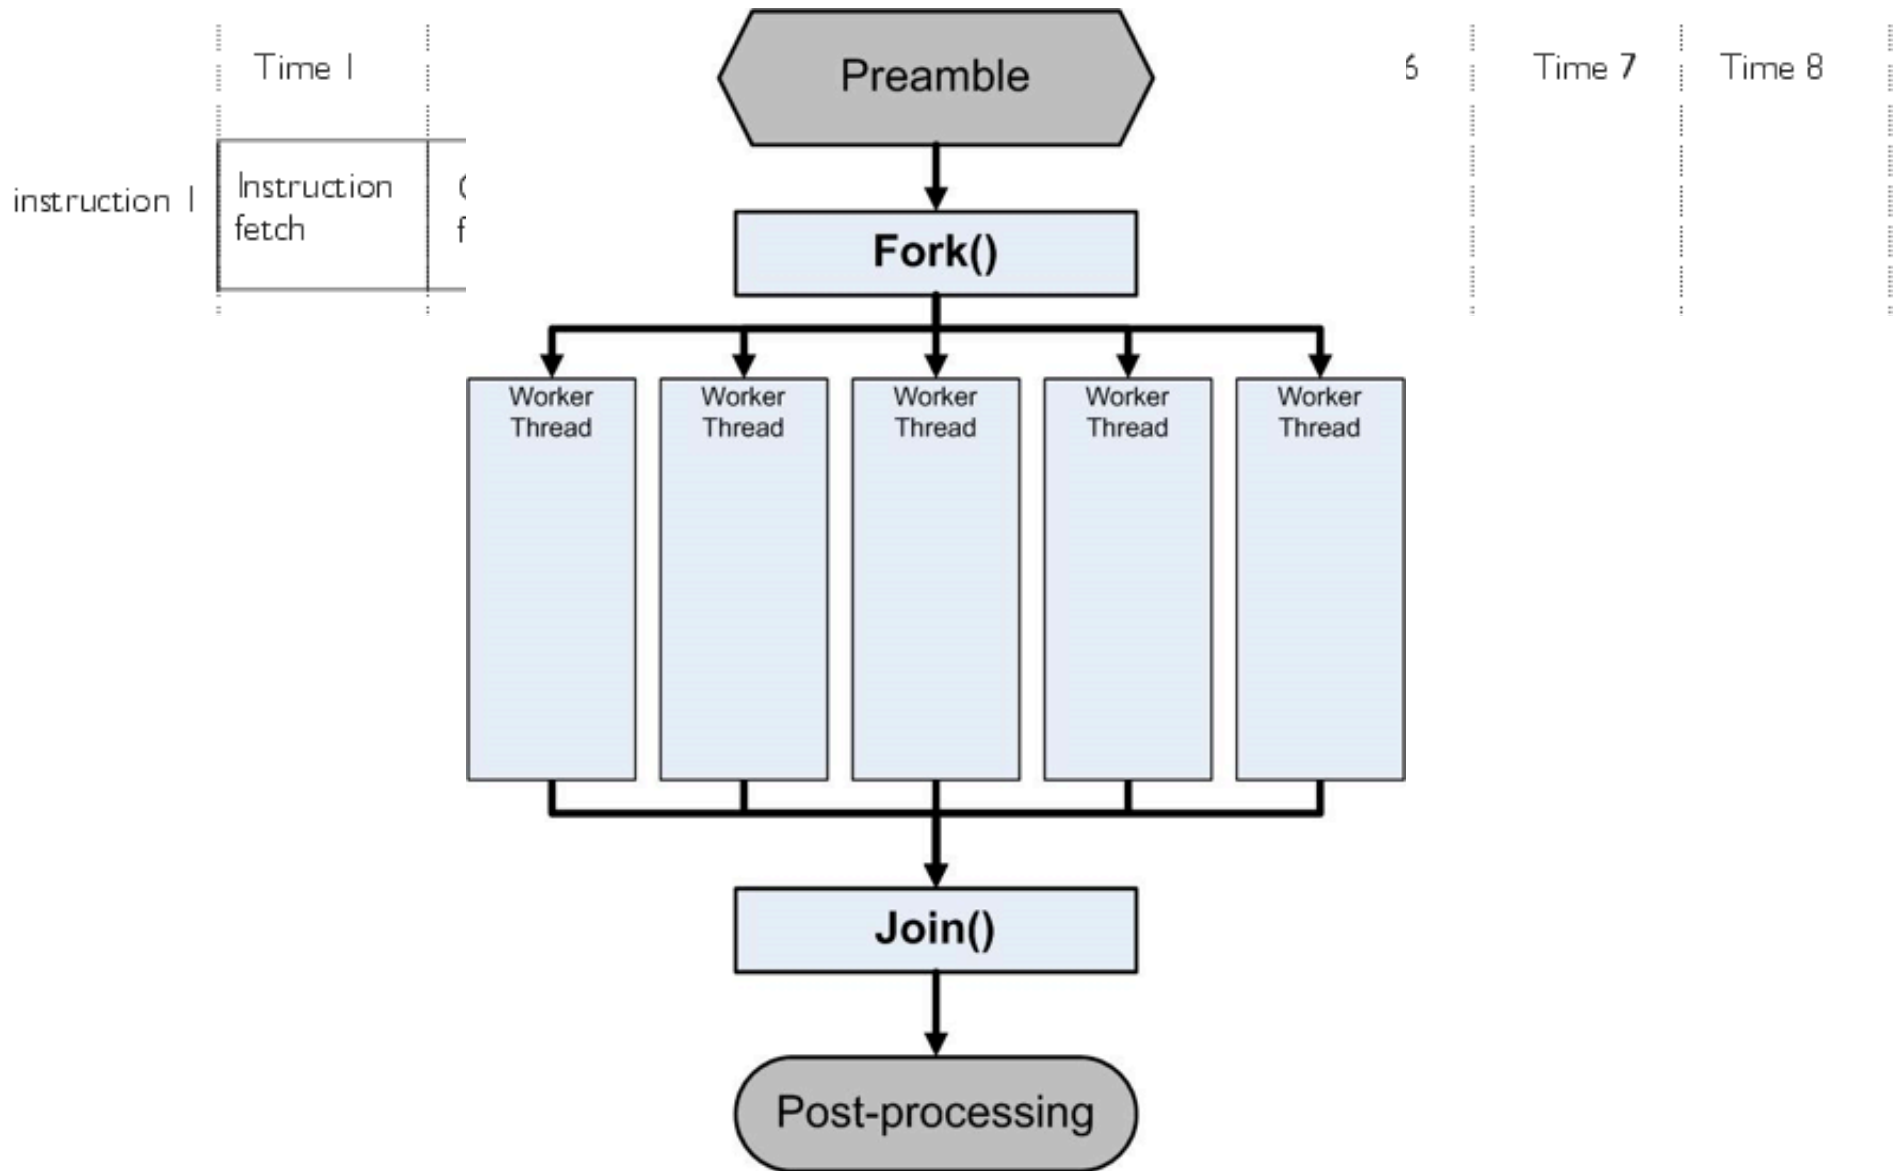 Time 1
Preamble
6
Time 7
Time 8
instruction 1
Instruction
fetch
Fork()
Worker
Thread
Worker
Thread
Worker
Thread
Worker
Thread
Worker
Thread
Join()
Post-processing